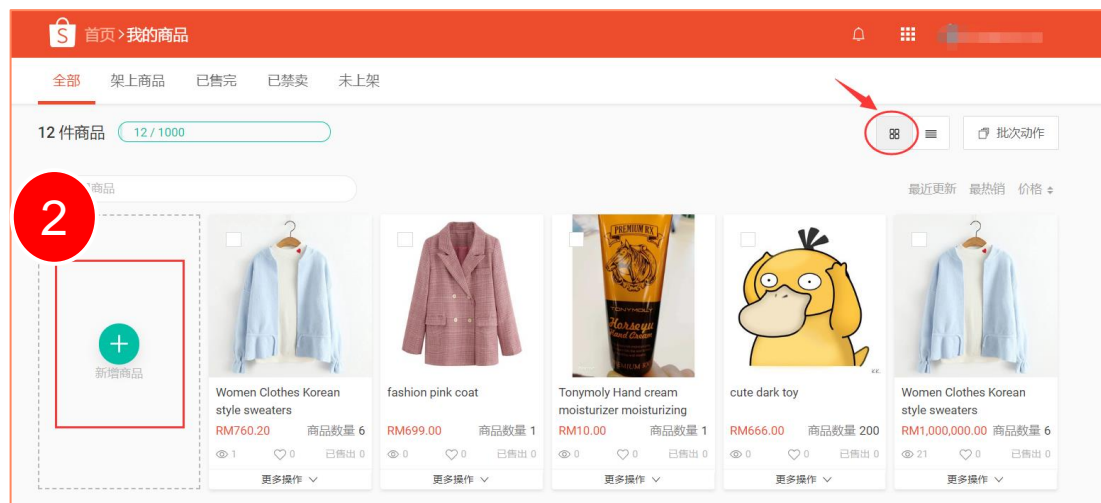 S 首页>我的商品
全部 架上商品 已售完 已禁卖 未上架
12 件商品 12 / 1000 批次动作
商品 最近更新 最热销 价格
2
新增商品
PREMIUM RX
TONYMOLY
Horseyu
Hand Cream
Women Clothes Korean
style sweaters
RM760.20 商品数量 6
1 0 已售出 0
更多操作
fashion pink coat
RM699.00 商品数量 1
0 0 已售出 0
更多操作
Tonymoly Hand cream
moisturizer moisturizing
RM10.00 商品数量 1
0 0 已售出 0
更多操作
cute dark toy
RM666.00 商品数量 200
0 0 已售出 0
更多操作
Women Clothes Korean
style sweaters
RM1,000,000.00 商品数量 6
21 0 已售出 0
更多操作